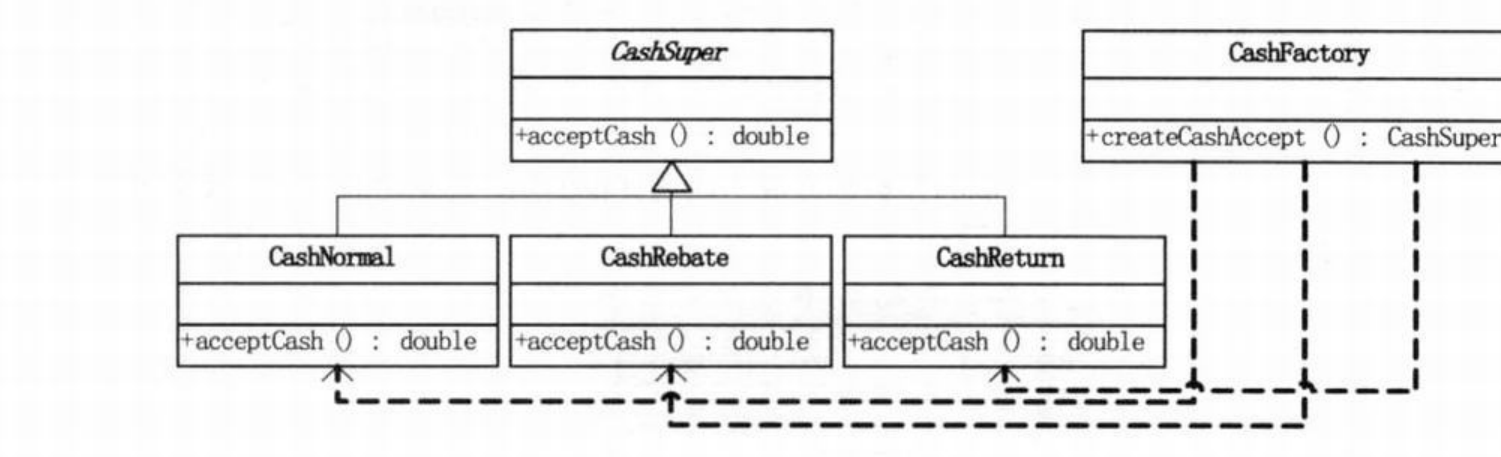 CashSuper
+acceptCash () : double
CashFactory
+createCashAccept () : CashSuper
CashNormal
+acceptCash () : double
CashRebate
+acceptCash () : double
CashReturn
+acceptCash () : double